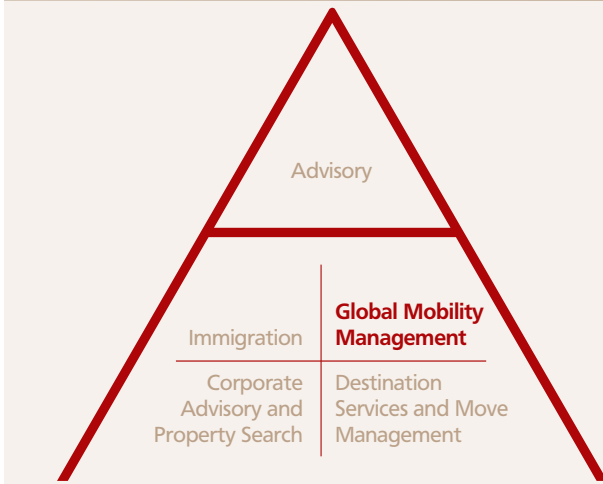 Advisory
Immigration
Global Mobility
Management
Corporate
Advisory and
Property Search
Destination
Services and Move
Management